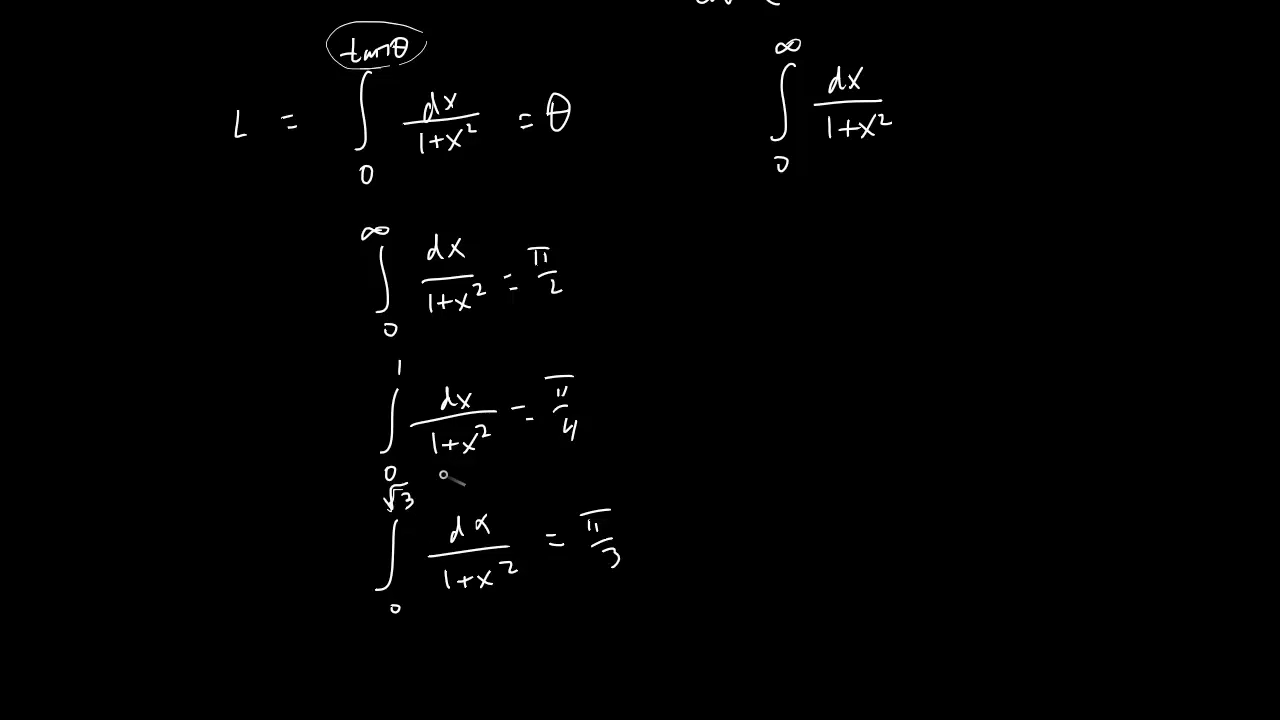 L = ∫₀^{tanθ} dx/(1+x²) = θ
∫₀^∞ dx/(1+x²)
∫₀^∞ dx/(1+x²) = π/2
∫₀^1 dx/(1+x²) = π/4
∫₀^{√3} dx/(1+x²) = π/3